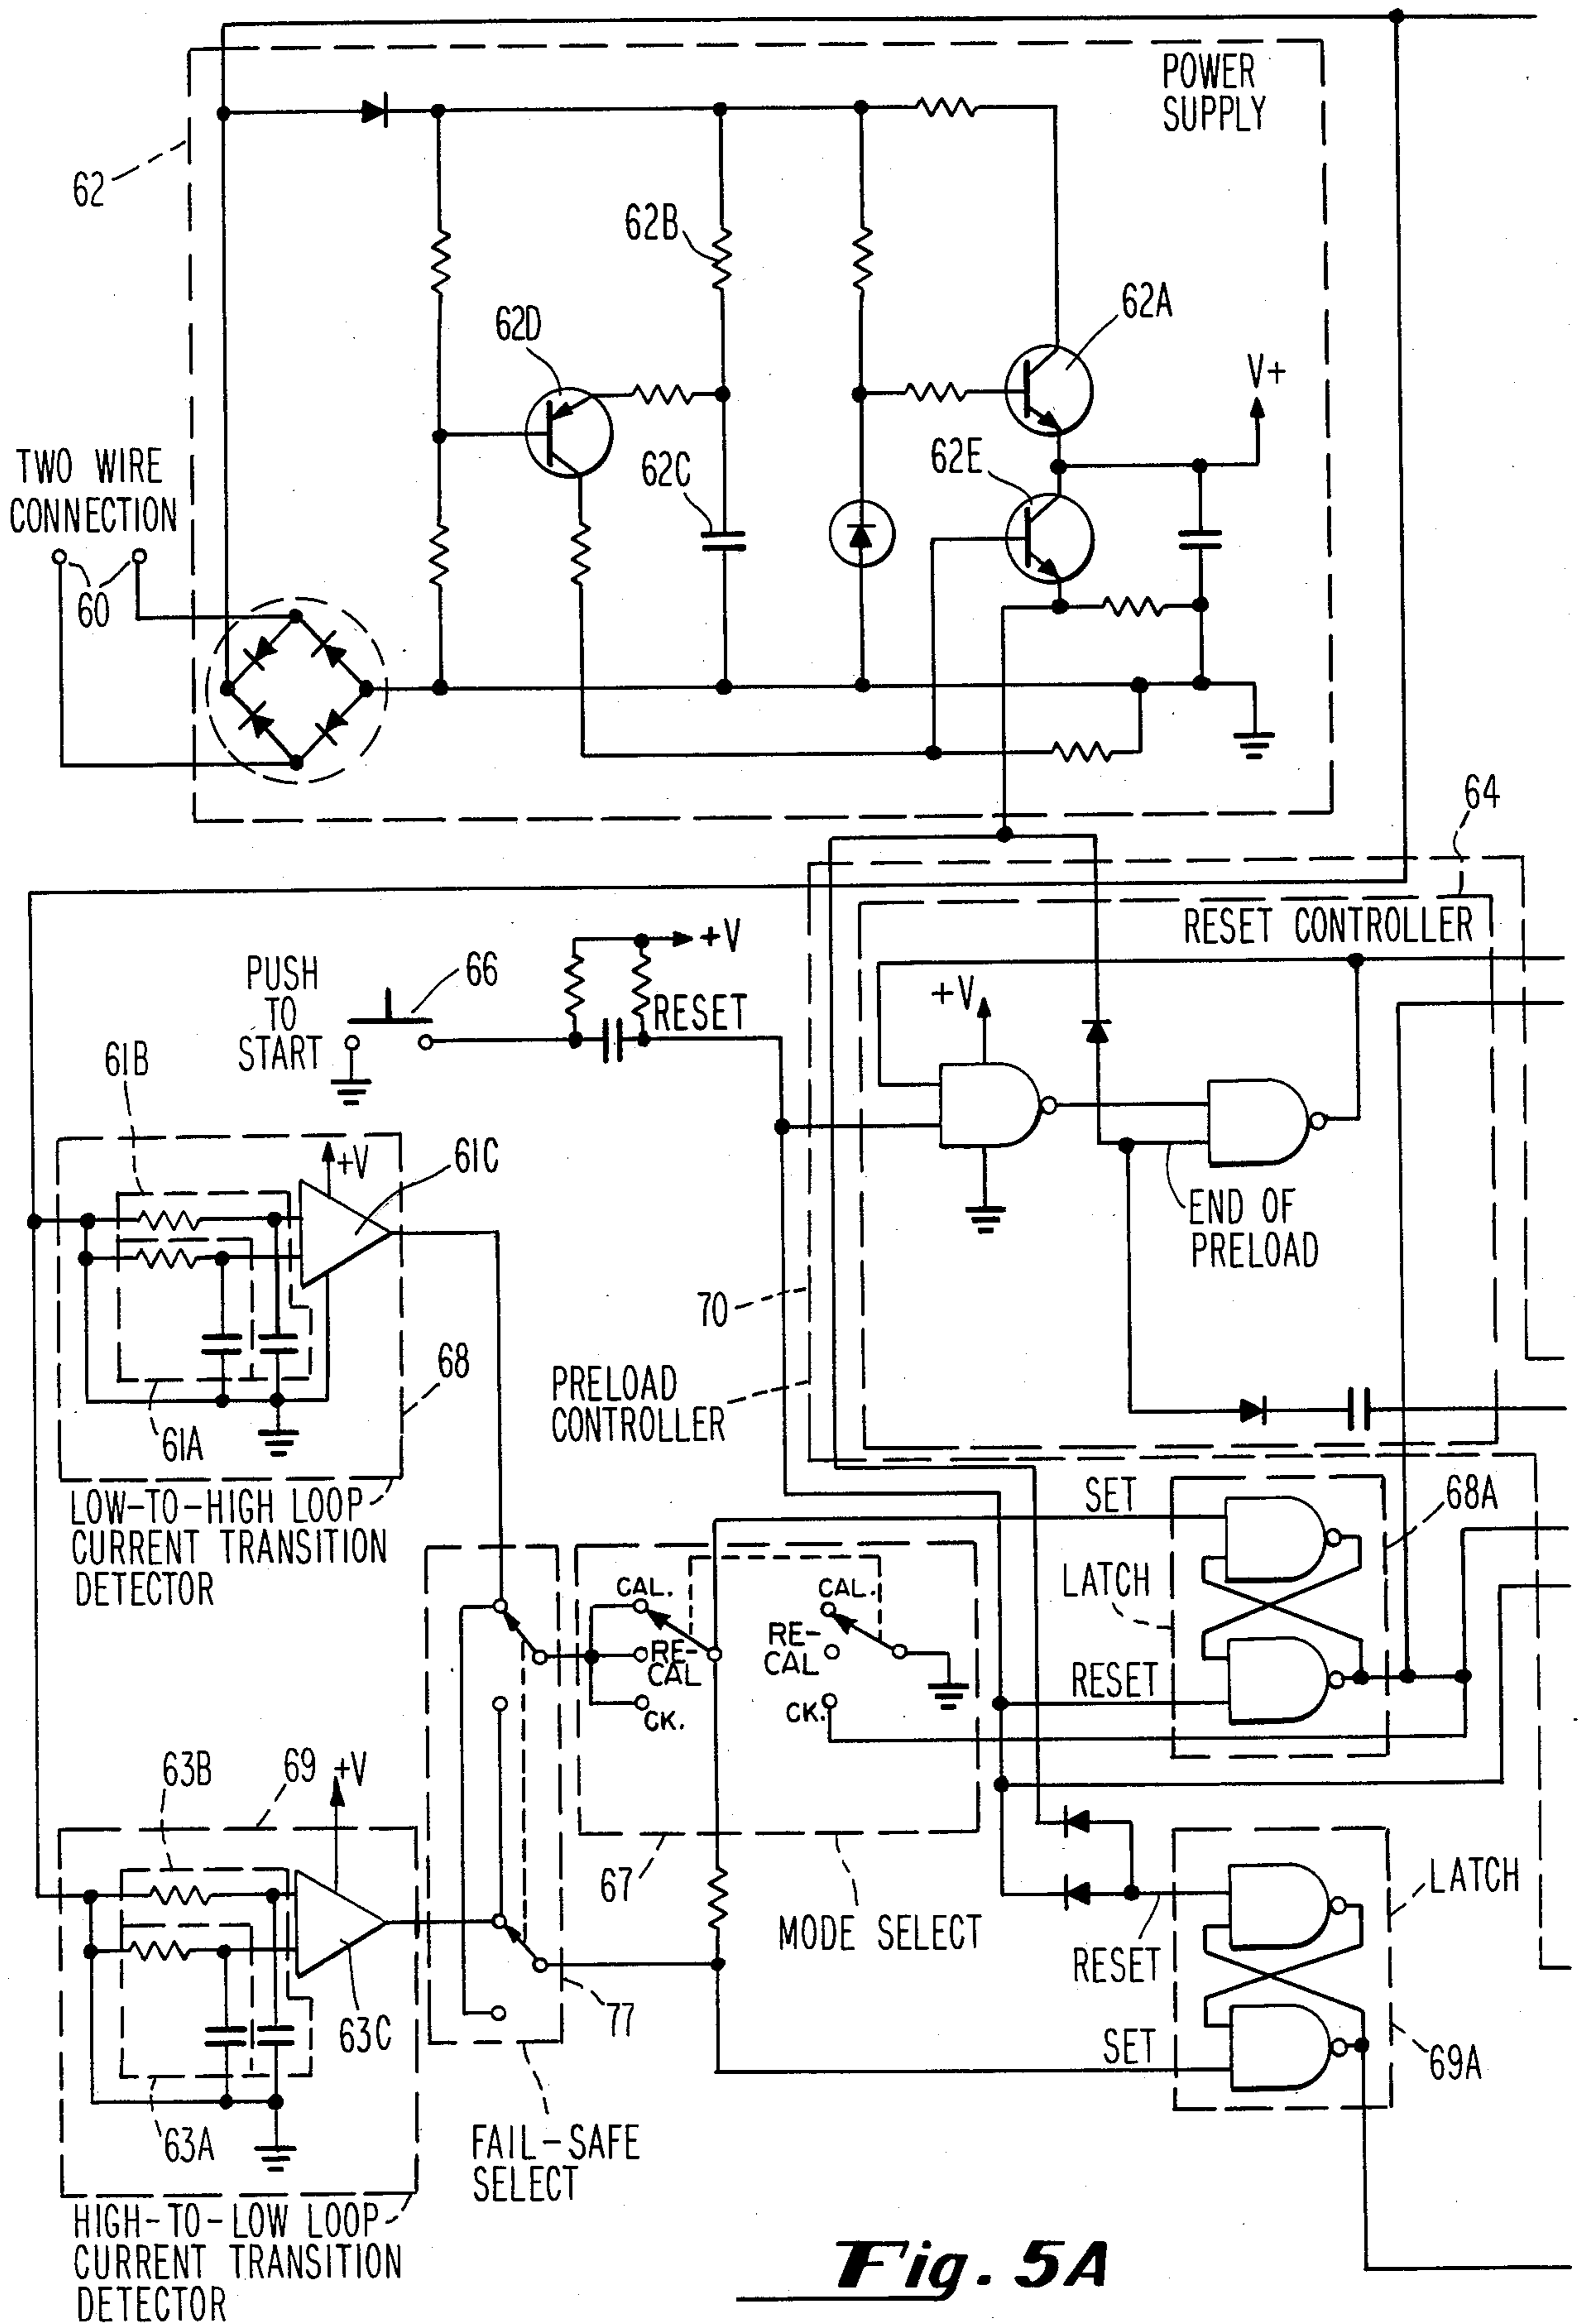 POWER
SUPPLY
62
62B
62D
62A
V+
62C
62E
TWO WIRE
CONNECTION
60
64
RESET CONTROLLER
+V
PUSH
TO
START
66
RESET
+V
61B
+V
61C
END OF
PRELOAD
70
68
PRELOAD
CONTROLLER
61A
LOW-TO-HIGH LOOP
CURRENT TRANSITION
DETECTOR
SET
68A
LATCH
CAL.
CAL.
RE-
CAL
RE-
CAL
CK.
CK.
RESET
63B
69
+V
67
MODE SELECT
LATCH
RESET
77
63C
SET
69A
63A
FAIL-SAFE
SELECT
HIGH-TO-LOW LOOP
CURRENT TRANSITION
DETECTOR
Fig. 5A